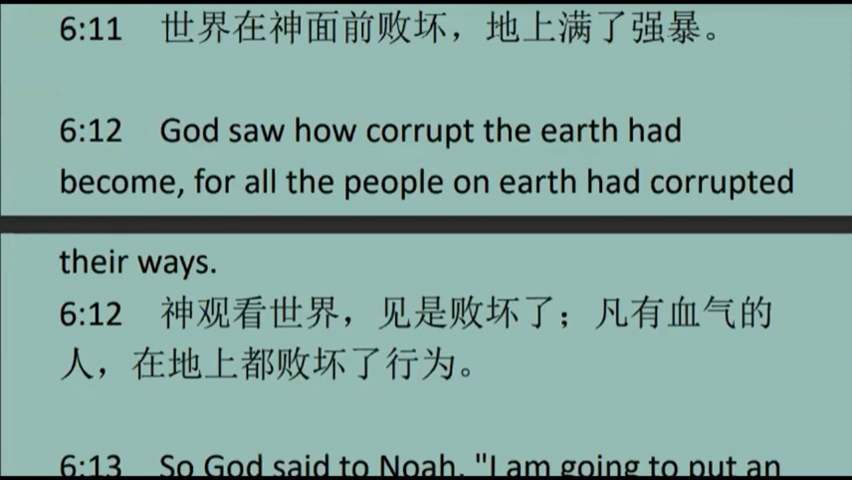 6:11 世界在神面前败坏，地上满了强暴。
6:12 God saw how corrupt the earth had
become, for all the people on earth had corrupted
their ways.
6:12 神观看世界，见是败坏了；凡有血气的
人，在地上都败坏了行为。
6:13 So God said to Noah, "I am going to put an